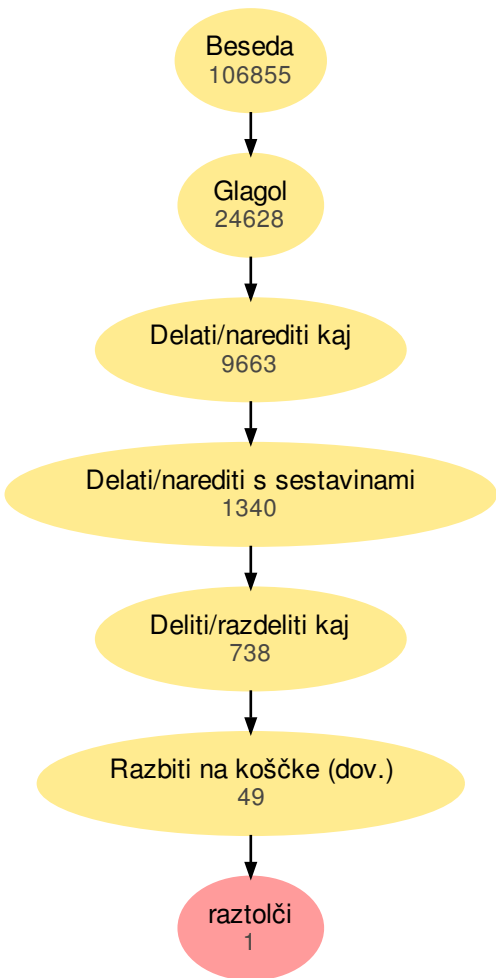 Beseda
106855
Glagol
24628
Delati/narediti kaj
9663
Delati/narediti s sestavinami
1340
Deliti/razdeliti kaj
738
Razbiti na koščke (dov.)
49
raztolči
1